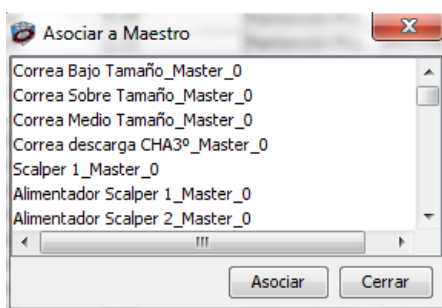 Asociar a Maestro
Correa Bajo Tamaño_Master_0
Correa Sobre Tamaño_Master_0
Correa Medio Tamaño_Master_0
Correa descarga CHA3º_Master_0
Scalper 1_Master_0
Alimentador Scalper 1_Master_0
Alimentador Scalper 2_Master_0
Asociar
Cerrar